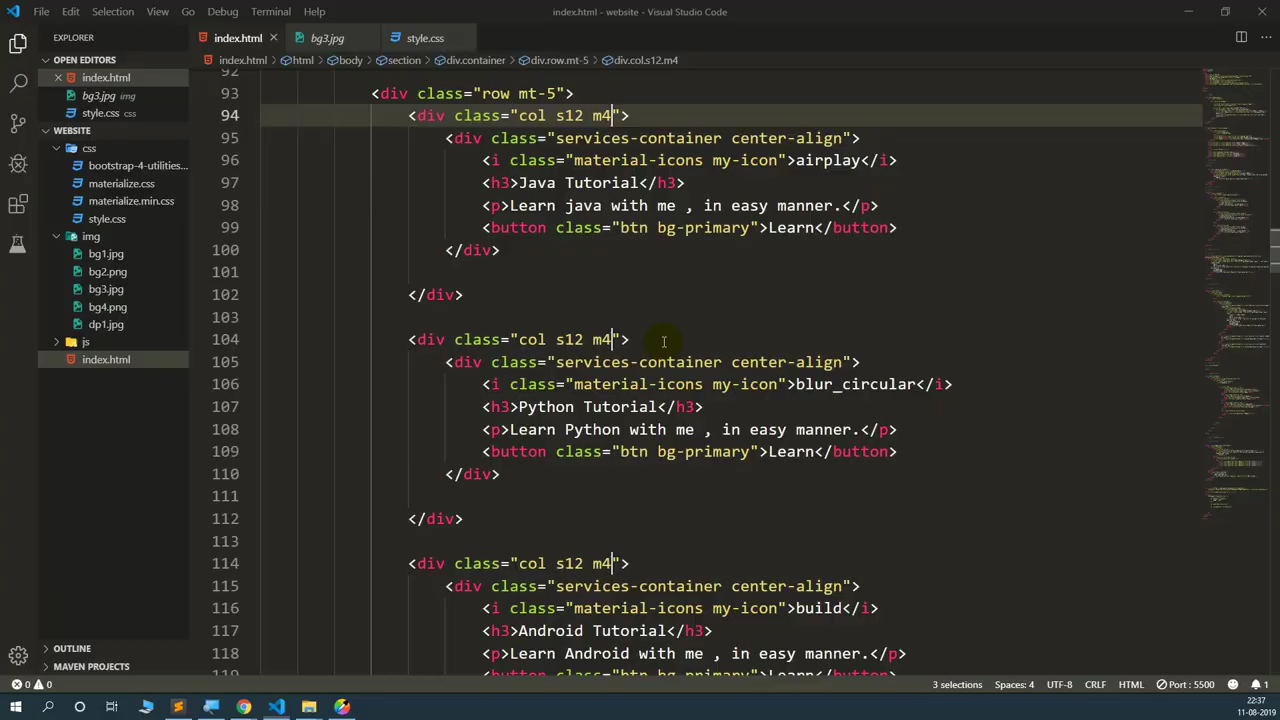 File Edit Selection View Go Debug Terminal Help
index.html - website - Visual Studio Code
EXPLORER
index.html
bg3.jpg
style.css
OPEN EDITORS
index.html
bg3.jpg img
style.css css
WEBSITE
css
bootstrap-4-utilities...
materialize.css
materialize.min.css
style.css
img
bg1.jpg
bg2.png
bg3.jpg
bg4.png
dp1.jpg
js
index.html
OUTLINE
MAVEN PROJECTS
index.html > html > body > section > div.container > div.row.mt-5 > div.col.s12.m4
92
93 <div class="row mt-5">
94 <div class="col s12 m4">
95 <div class="services-container center-align">
96 <i class="material-icons my-icon">airplay</i>
97 <h3>Java Tutorial</h3>
98 <p>Learn java with me , in easy manner.</p>
99 <button class="btn bg-primary">Learn</button>
100 </div>
101
102 </div>
103
104 <div class="col s12 m4">
105 <div class="services-container center-align">
106 <i class="material-icons my-icon">blur_circular</i>
107 <h3>Python Tutorial</h3>
108 <p>Learn Python with me , in easy manner.</p>
109 <button class="btn bg-primary">Learn</button>
110 </div>
111
112 </div>
113
114 <div class="col s12 m4">
115 <div class="services-container center-align">
116 <i class="material-icons my-icon">build</i>
117 <h3>Android Tutorial</h3>
118 <p>Learn Android with me , in easy manner.</p>
119 <button class="btn bg-primary">Learn</button>
0 0
3 selections Spaces: 4 UTF-8 CRLF HTML Port : 5500 1
22:37
11-08-2019